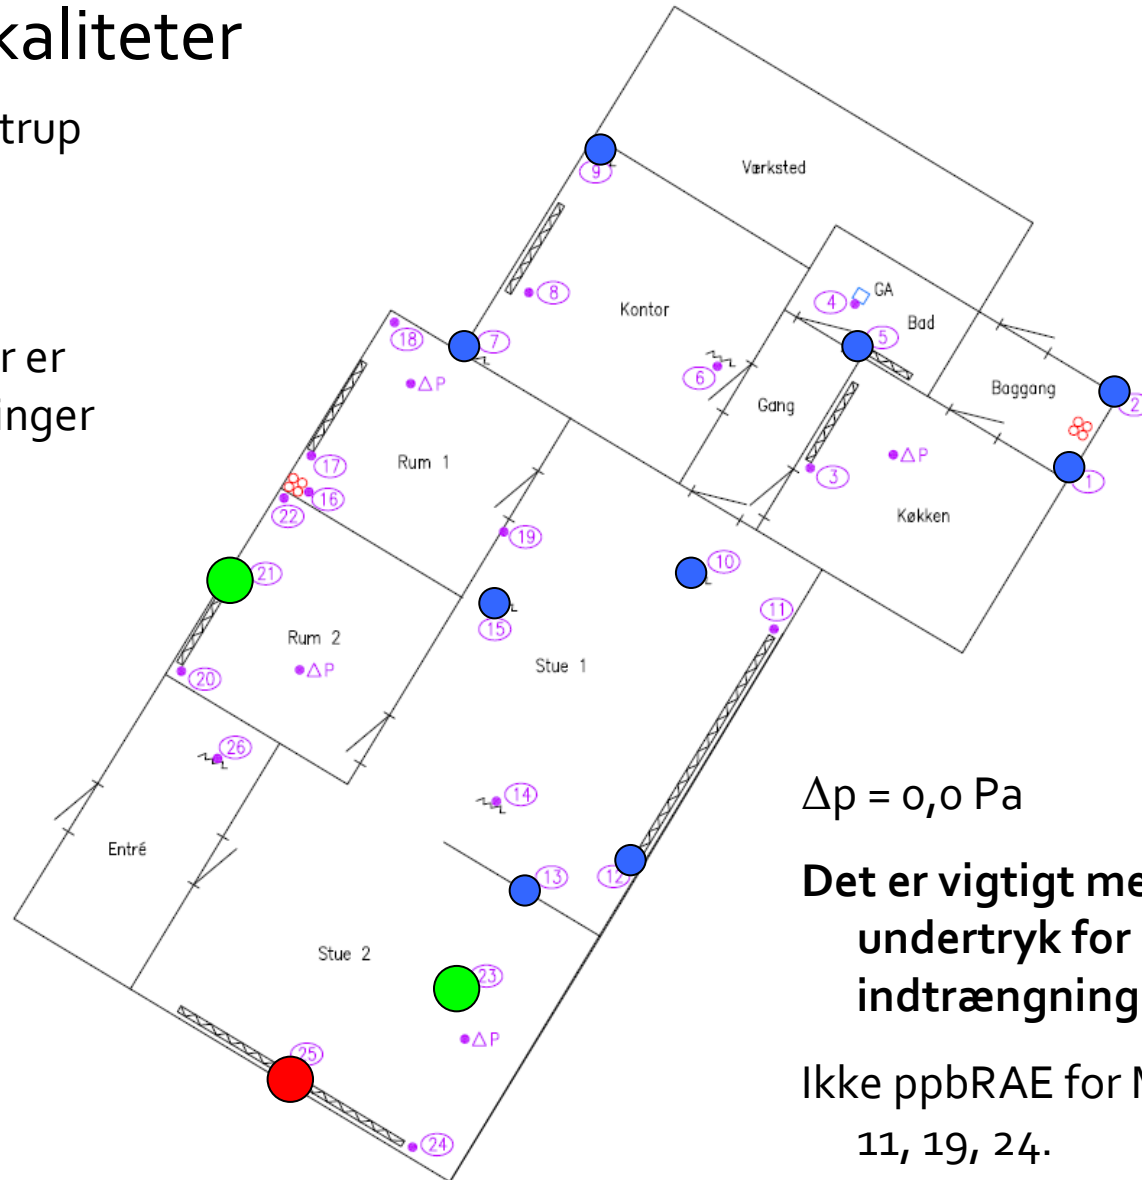 kaliteter
trup
r er
inger
Værksted
9
GA
4
8
Bad
Kontor
5
18
7
ΔP
6
Baggang
2
Gang
Rum 1
ΔP
17
3
1
16
22
Køkken
19
10
21
11
15
Rum 2
Stue 1
ΔP
20
26
14
Δp = 0,0 Pa
Entré
13
12
Det er vigtigt me
undertryk for
Stue 2
23
indtrængning
ΔP
25
Ikke ppbRAE for M
24
11, 19, 24.